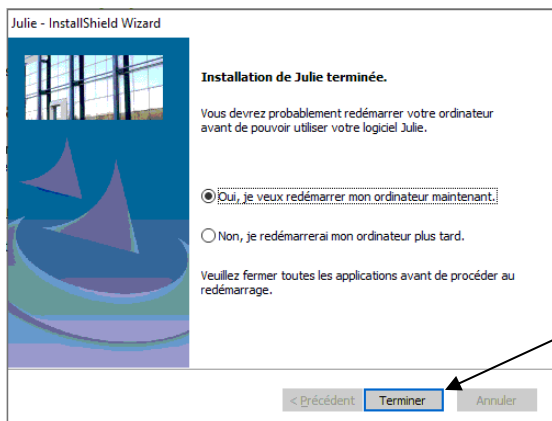 Julie - InstallShield Wizard
Installation de Julie terminée.
Vous devrez probablement redémarrer votre ordinateur
avant de pouvoir utiliser votre logiciel Julie.
Oui, je veux redémarrer mon ordinateur maintenant.
Non, je redémarrerai mon ordinateur plus tard.
Veuillez fermer toutes les applications avant de procéder au
redémarrage.
< Précédent Terminer Annuler